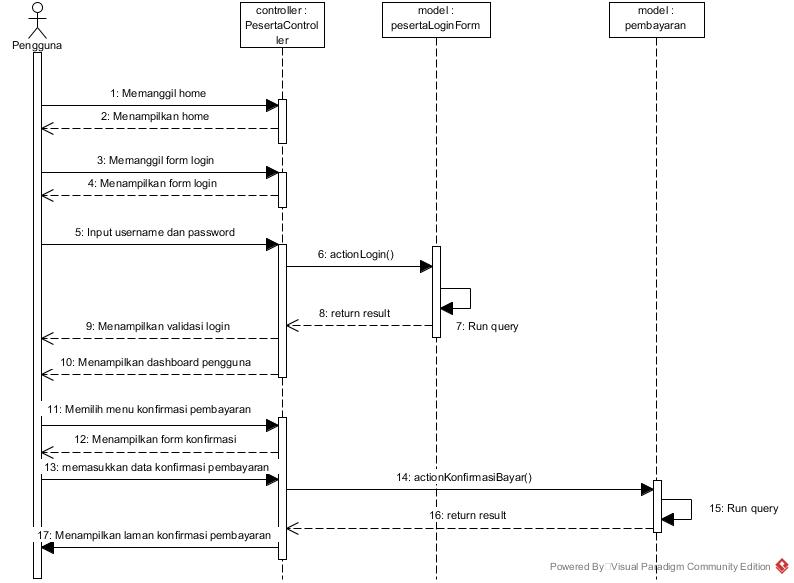 controller :
PesertaControl
ler
model :
pesertaLoginForm
model :
pembayaran
Pengguna
1: Memanggil home
2: Menampilkan home
3: Memanggil form login
4: Menampilkan form login
5: Input username dan password
6: actionLogin()
7: Run query
8: return result
9: Menampilkan validasi login
10: Menampilkan dashboard pengguna
11: Memilih menu konfirmasi pembayaran
12: Menampilkan form konfirmasi
13: memasukkan data konfirmasi pembayaran
14: actionKonfirmasiBayar()
15: Run query
16: return result
17: Menampilkan laman konfirmasi pembayaran
Powered By Visual Paradigm Community Edition